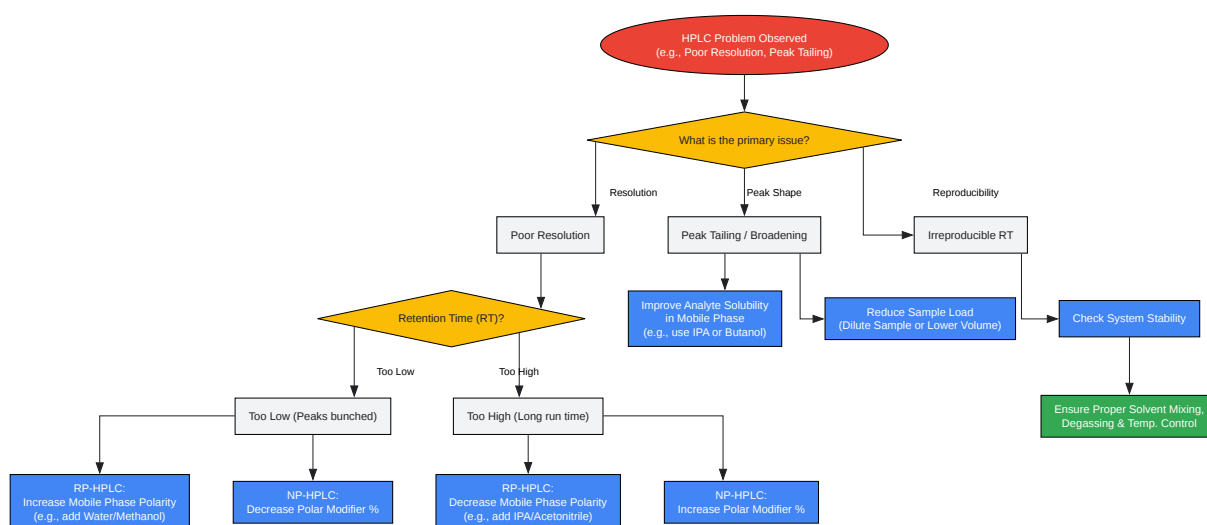 HPLC Problem Observed
(e.g., Poor Resolution, Peak Tailing)
What is the primary issue?
Resolution
Peak Shape
Reproducibility
Poor Resolution
Peak Tailing / Broadening
Irreproducible RT
Retention Time (RT)?
Improve Analyte Solubility
in Mobile Phase
(e.g., use IPA or Butanol)
Reduce Sample Load
(Dilute Sample or Lower Volume)
Check System Stability
Too Low
Too High
Too Low (Peaks bunched)
Too High (Long run time)
Ensure Proper Solvent Mixing,
Degassing & Temp. Control
RP-HPLC:
Increase Mobile Phase Polarity
(e.g., add Water/Methanol)
NP-HPLC:
Decrease Polar Modifier %
RP-HPLC:
Decrease Mobile Phase Polarity
(e.g., add IPA/Acetonitrile)
NP-HPLC:
Increase Polar Modifier %